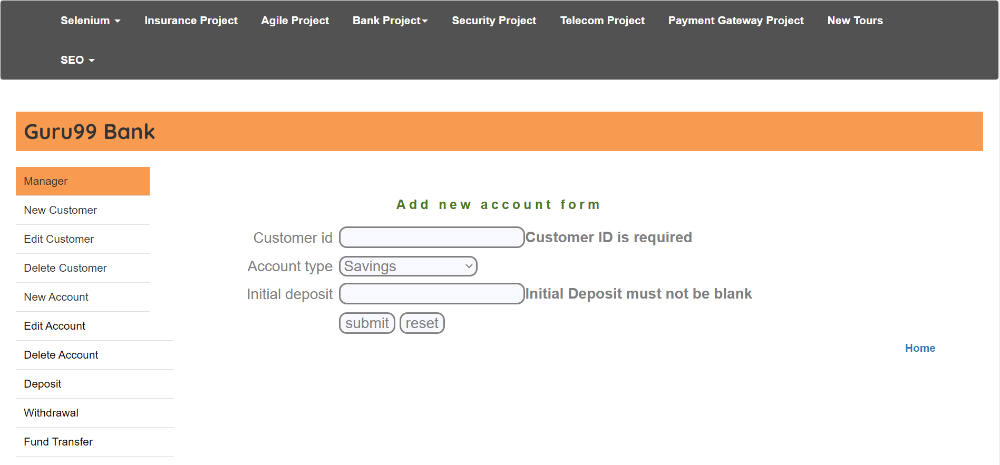 Selenium Insurance Project Agile Project Bank Project Security Project Telecom Project Payment Gateway Project New Tours
SEO
Guru99 Bank
Manager
New Customer
Edit Customer
Delete Customer
New Account
Edit Account
Delete Account
Deposit
Withdrawal
Fund Transfer
Add new account form
Customer id Customer ID is required
Account type Savings
Initial deposit Initial Deposit must not be blank
submit reset
Home